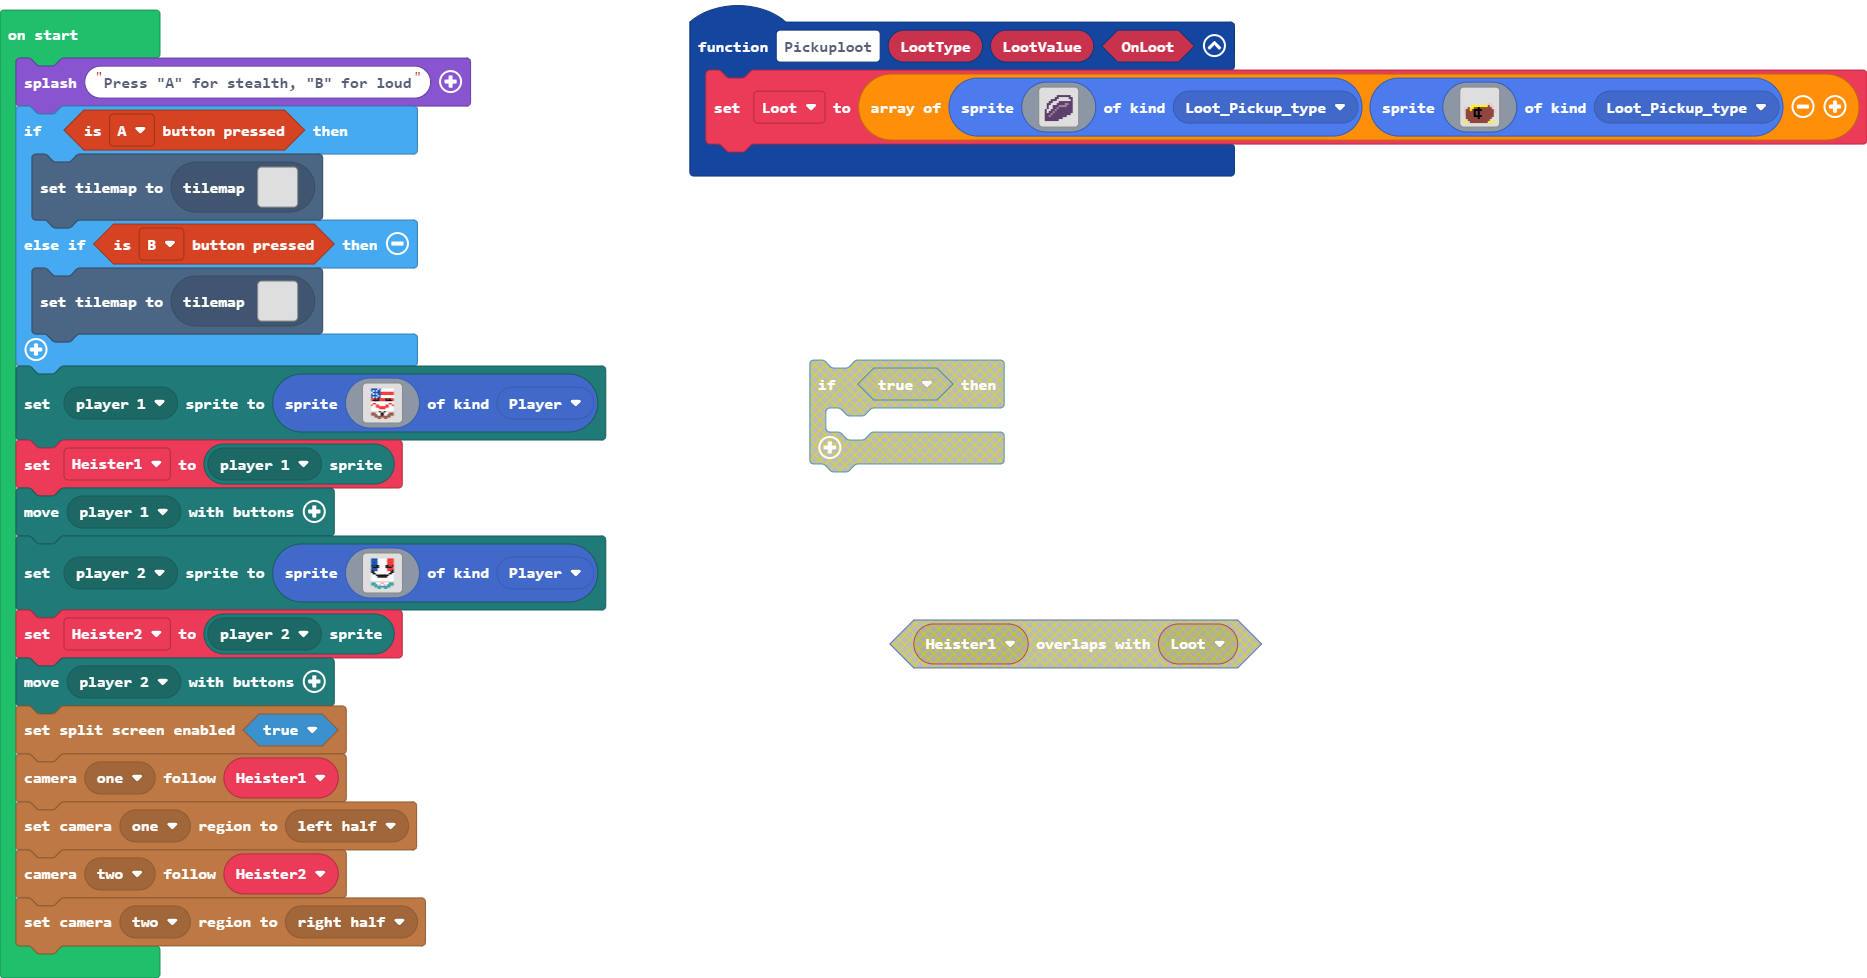 on start
splash "Press "A" for stealth, "B" for loud"
if is A button pressed then
set tilemap to tilemap
else if is B button pressed then
set tilemap to tilemap
set player 1 sprite to sprite of kind Player
set Heister1 to player 1 sprite
move player 1 with buttons
set player 2 sprite to sprite of kind Player
set Heister2 to player 2 sprite
move player 2 with buttons
set split screen enabled true
camera one follow Heister1
set camera one region to left half
camera two follow Heister2
set camera two region to right half
function Pickuploot LootType LootValue OnLoot
set Loot to array of sprite of kind Loot_Pickup_type sprite of kind Loot_Pickup_type
if true then
Heister1 overlaps with Loot